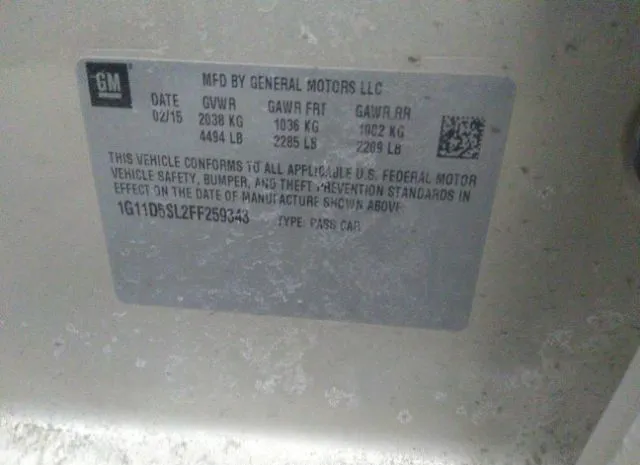 GM
MFD BY GENERAL MOTORS LLC
DATE GVWR GAWR FRT GAWR RR
02/15 2038 KG 1036 KG 1002 KG
4494 LB 2285 LB 2209 LB
THIS VEHICLE CONFORMS TO ALL APPLICABLE U.S. FEDERAL MOTOR
VEHICLE SAFETY, BUMPER, AND THEFT PREVENTION STANDARDS IN
EFFECT ON THE DATE OF MANUFACTURE SHOWN ABOVE
1G11D5SL2FF259343 TYPE: PASS CAR